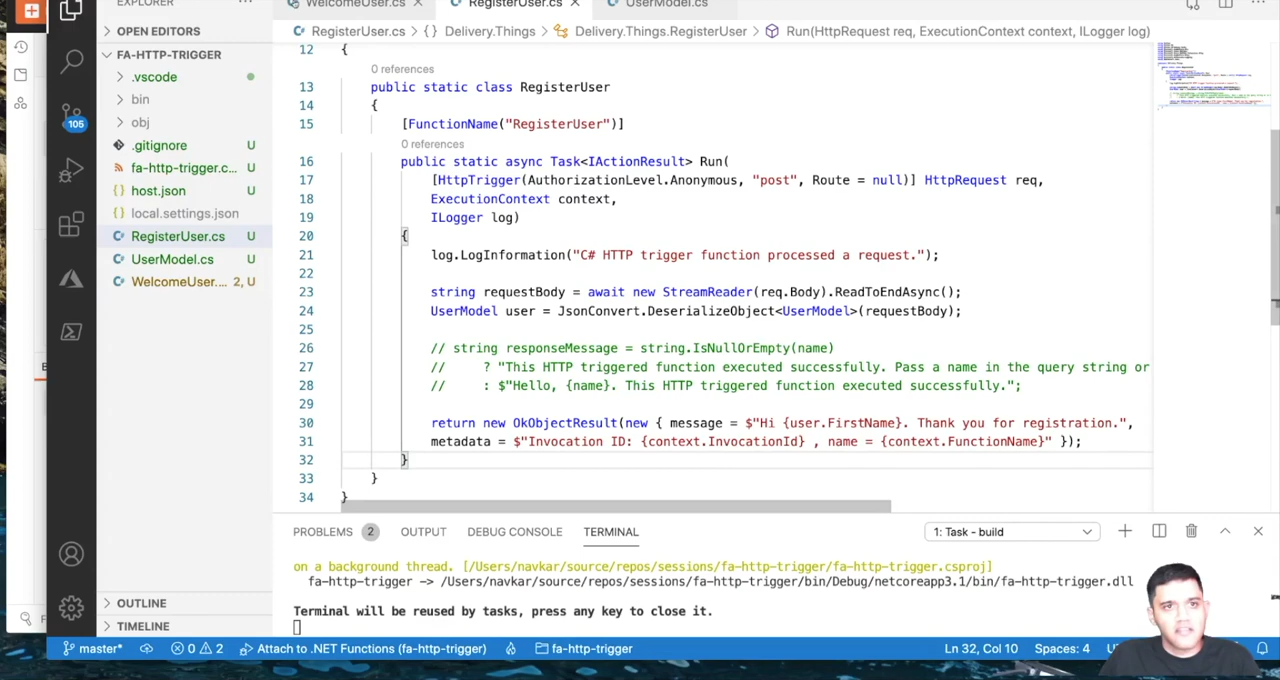 EXPLORER
WelcomeUser.cs
RegisterUser.cs
UserModel.cs
OPEN EDITORS
FA-HTTP-TRIGGER
.vscode
bin
obj
.gitignore U
fa-http-trigger.c... U
host.json U
local.settings.json
RegisterUser.cs U
UserModel.cs U
WelcomeUser.... 2, U
OUTLINE
TIMELINE
105
RegisterUser.cs > {} Delivery.Things > Delivery.Things.RegisterUser > Run(HttpRequest req, ExecutionContext context, ILogger log)
12 {
0 references
13 public static class RegisterUser
14 {
15 [FunctionName("RegisterUser")]
0 references
16 public static async Task<IActionResult> Run(
17 [HttpTrigger(AuthorizationLevel.Anonymous, "post", Route = null)] HttpRequest req,
18 ExecutionContext context,
19 ILogger log)
20 {
21 log.LogInformation("C# HTTP trigger function processed a request.");
22
23 string requestBody = await new StreamReader(req.Body).ReadToEndAsync();
24 UserModel user = JsonConvert.DeserializeObject<UserModel>(requestBody);
25
26 // string responseMessage = string.IsNullOrEmpty(name)
27 // ? "This HTTP triggered function executed successfully. Pass a name in the query string or
28 // : $"Hello, {name}. This HTTP triggered function executed successfully.";
29
30 return new OkObjectResult(new { message = $"Hi {user.FirstName}. Thank you for registration.",
31 metadata = $"Invocation ID: {context.InvocationId} , name = {context.FunctionName}" });
32 }
33 }
34 }
PROBLEMS 2 OUTPUT DEBUG CONSOLE TERMINAL 1: Task - build
on a background thread. [/Users/navkar/source/repos/sessions/fa-http-trigger/fa-http-trigger.csproj]
fa-http-trigger -> /Users/navkar/source/repos/sessions/fa-http-trigger/bin/Debug/netcoreapp3.1/bin/fa-http-trigger.dll
Terminal will be reused by tasks, press any key to close it.
master* 0 2 Attach to .NET Functions (fa-http-trigger) fa-http-trigger Ln 32, Col 10 Spaces: 4